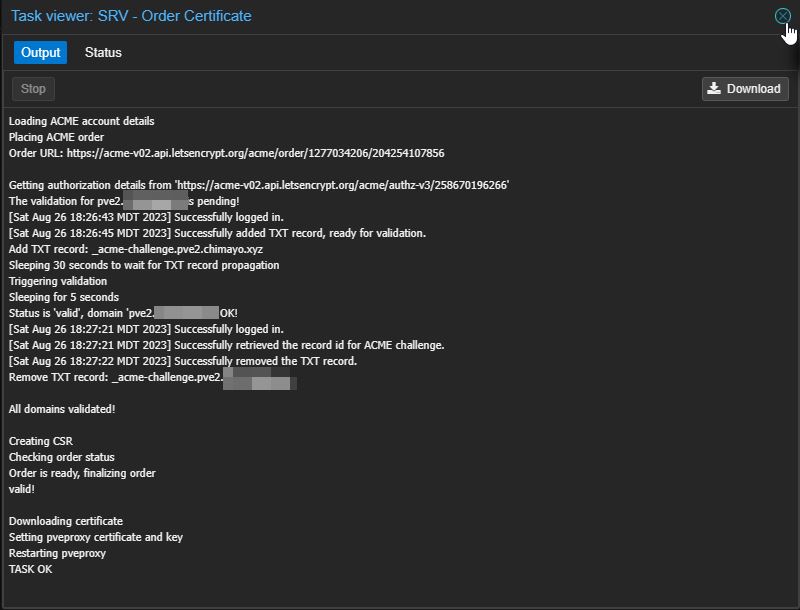 Task viewer: SRV - Order Certificate
Output Status
Stop Download
Loading ACME account details
Placing ACME order
Order URL: https://acme-v02.api.letsencrypt.org/acme/order/1277034206/204254107856
Getting authorization details from 'https://acme-v02.api.letsencrypt.org/acme/authz-v3/258670196266'
The validation for pve2. s pending!
[Sat Aug 26 18:26:43 MDT 2023] Successfully logged in.
[Sat Aug 26 18:26:45 MDT 2023] Successfully added TXT record, ready for validation.
Add TXT record: _acme-challenge.pve2.chimayo.xyz
Sleeping 30 seconds to wait for TXT record propagation
Triggering validation
Sleeping for 5 seconds
Status is 'valid', domain 'pve2. OK!
[Sat Aug 26 18:27:21 MDT 2023] Successfully logged in.
[Sat Aug 26 18:27:21 MDT 2023] Successfully retrieved the record id for ACME challenge.
[Sat Aug 26 18:27:22 MDT 2023] Successfully removed the TXT record.
Remove TXT record: _acme-challenge.pve2.
All domains validated!
Creating CSR
Checking order status
Order is ready, finalizing order
valid!
Downloading certificate
Setting pveproxy certificate and key
Restarting pveproxy
TASK OK